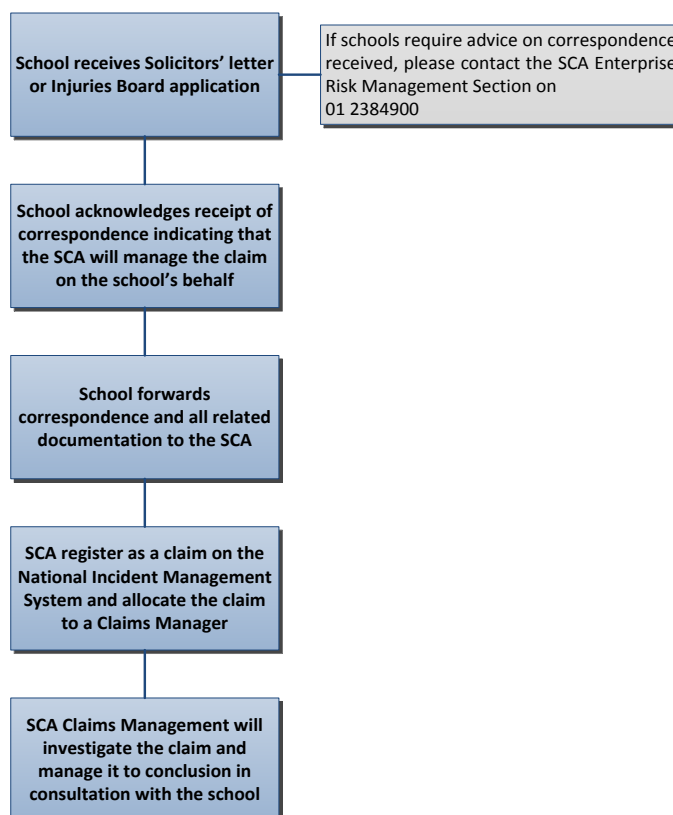 School receives Solicitors’ letter
or Injuries Board application
If schools require advice on correspondence
received, please contact the SCA Enterprise
Risk Management Section on
01 2384900
School acknowledges receipt of
correspondence indicating that
the SCA will manage the claim
on the school’s behalf
School forwards
correspondence and all related
documentation to the SCA
SCA register as a claim on the
National Incident Management
System and allocate the claim
to a Claims Manager
SCA Claims Management will
investigate the claim and
manage it to conclusion in
consultation with the school